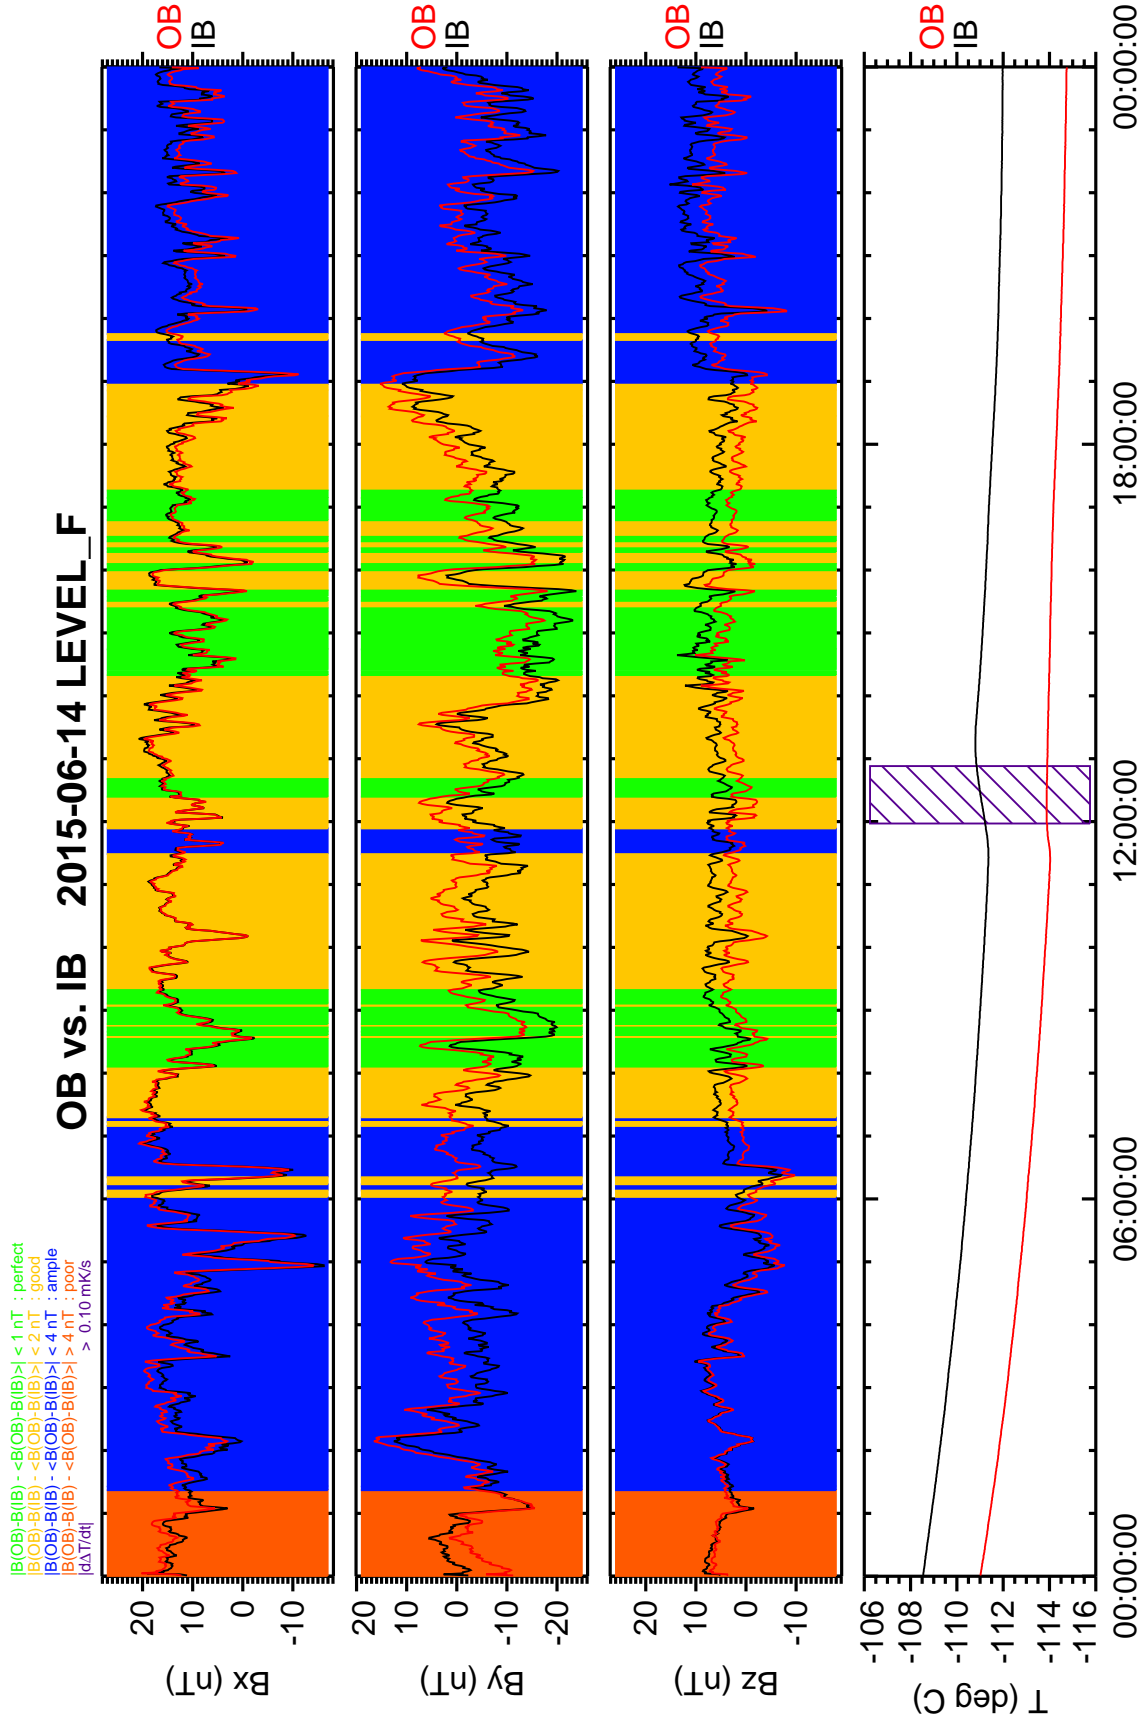 OB vs. IB 2015-06-14 LEVEL_F
|B(OB)-B(IB) - <B(OB)-B(IB)>| < 1 nT : perfect
|B(OB)-B(IB) - <B(OB)-B(IB)>| < 2 nT : good
|B(OB)-B(IB) - <B(OB)-B(IB)>| < 4 nT : ample
|B(OB)-B(IB) - <B(OB)-B(IB)>| > 4 nT : poor
|dΔT/dt| > 0.10 mK/s
Bx (nT)
20
10
0
-10
OB
IB
By (nT)
20
10
0
-10
-20
OB
IB
Bz (nT)
20
10
0
-10
OB
IB
T (deg C)
-106
-108
-110
-112
-114
-116
OB
IB
00:00:00 06:00:00 12:00:00 18:00:00 00:00:00